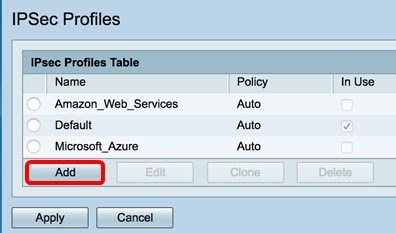 IPSec Profiles
IPsec Profiles Table
Name Policy In Use
Amazon_Web_Services Auto
Default Auto
Microsoft_Azure Auto
Add Edit Clone Delete
Apply Cancel